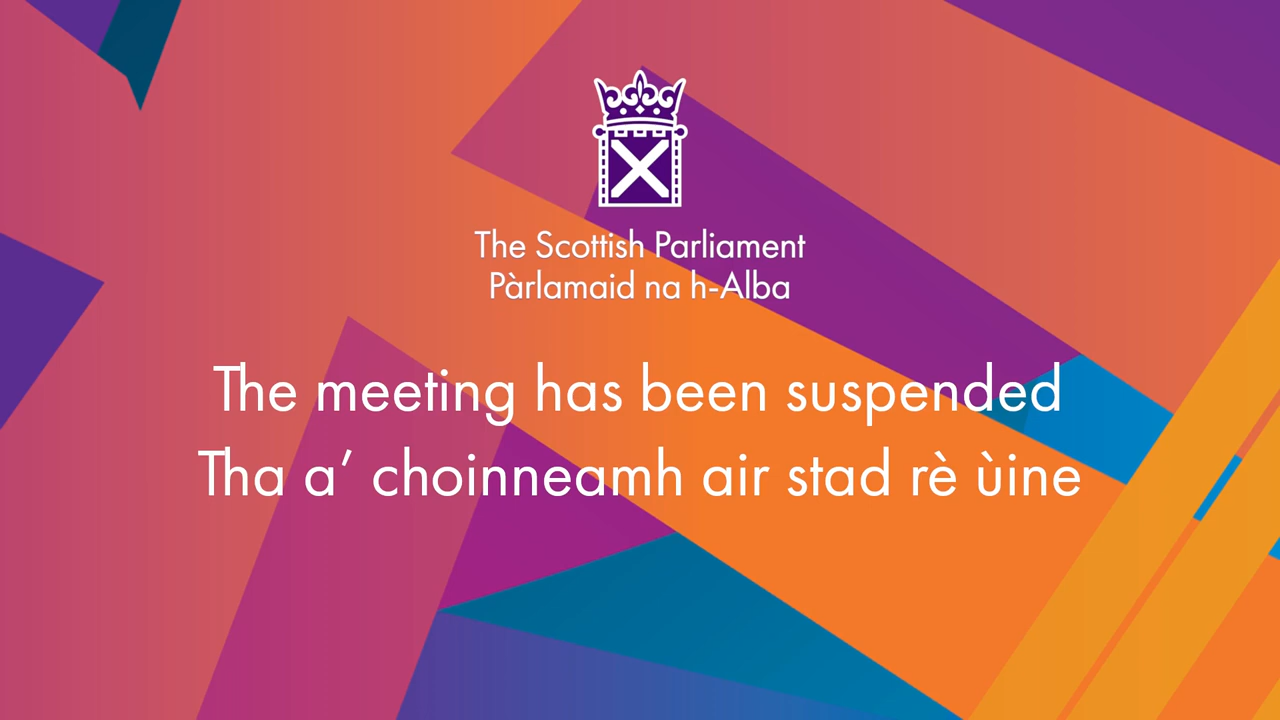 The Scottish Parliament
Pàrlamaid na h-Alba
The meeting has been suspended
Tha a’ choinneamh air stad rè ùine